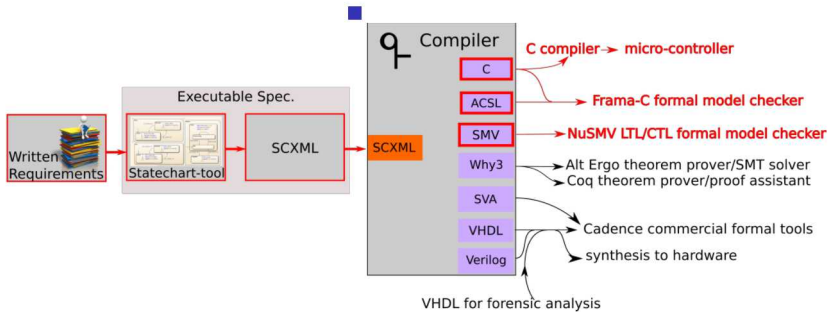 Compiler
C compiler
micro-controller
C
Executable Spec.
ACSL
Frama-C formal model checker
SMV
NuSMV LTL/CTL formal model checker
Written
Requirements
Statechart-tool
SCXML
SCXML
Why3
Alt Ergo theorem prover/SMT solver
Coq theorem prover/proof assistant
SVA
VHDL
Cadence commercial formal tools
Verilog
synthesis to hardware
VHDL for forensic analysis